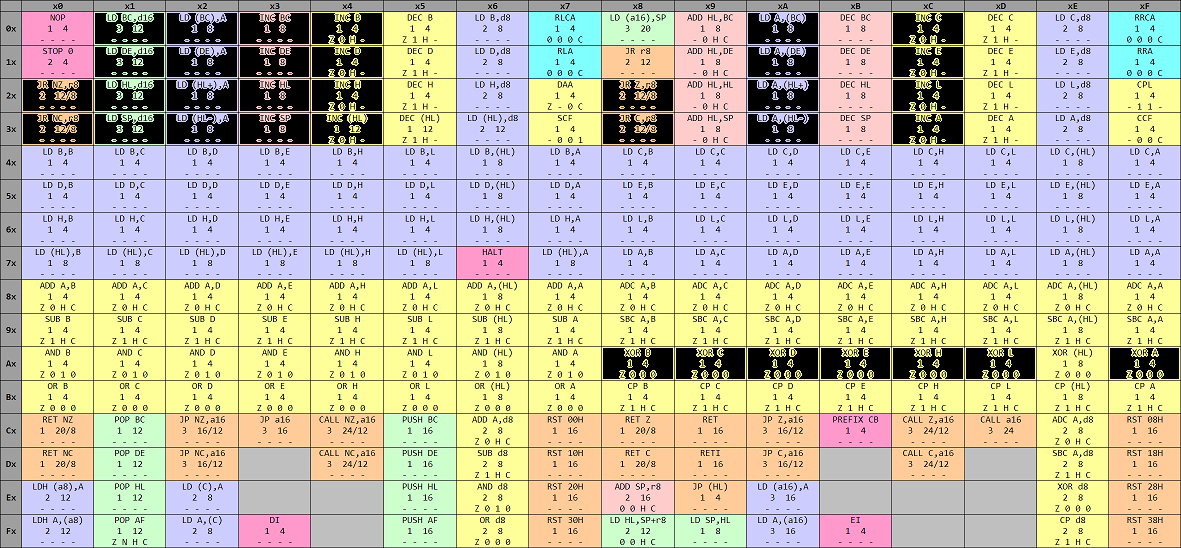 x0 x1 x2 x3 x4 x5 x6 x7 x8 x9 xA xB xC xD xE xF
NOP LD BC,d16 LD (BC),A INC BC INC B DEC B LD B,d8 RLCA LD (a16),SP ADD HL,BC LD A,(BC) DEC BC INC C DEC C LD C,d8 RRCA
0x 1 4 3 12 1 8 1 8 1 4 1 4 2 8 1 4 3 20 1 8 1 8 1 8 1 4 1 4 2 8 1 4
- - - - - - - - - - - - - - - - Z 0 H - Z 1 H - - - - - 0 0 0 C - - - - - 0 H C - - - - - - - - Z 0 H - Z 1 H - - - - - 0 0 0 C
STOP 0 LD DE,d16 LD (DE),A INC DE INC D DEC D LD D,d8 RLA JR r8 ADD HL,DE LD A,(DE) DEC DE INC E DEC E LD E,d8 RRA
1x 2 4 3 12 1 8 1 8 1 4 1 4 2 8 1 4 2 12 1 8 1 8 1 8 1 4 1 4 2 8 1 4
- - - - - - - - - - - - - - - - Z 0 H - Z 1 H - - - - - 0 0 0 C - - - - - 0 H C - - - - - - - - Z 0 H - Z 1 H - - - - - 0 0 0 C
JR NZ,r8 LD HL,d16 LD (HL+),A INC HL INC H DEC H LD H,d8 DAA JR Z,r8 ADD HL,HL LD A,(HL+) DEC HL INC L DEC L LD L,d8 CPL
2x 2 12/8 3 12 1 8 1 8 1 4 1 4 2 8 1 4 2 12/8 1 8 1 8 1 8 1 4 1 4 2 8 1 4
- - - - - - - - - - - - - - - - Z 0 H - Z 1 H - - - - - Z - 0 C - - - - - 0 H C - - - - - - - - Z 0 H - Z 1 H - - - - - - 1 1 -
JR NC,r8 LD SP,d16 LD (HL-),A INC SP INC (HL) DEC (HL) LD (HL),d8 SCF JR C,r8 ADD HL,SP LD A,(HL-) DEC SP INC A DEC A LD A,d8 CCF
3x 2 12/8 3 12 1 8 1 8 1 12 1 12 2 12 1 4 2 12/8 1 8 1 8 1 8 1 4 1 4 2 8 1 4
- - - - - - - - - - - - - - - - Z 0 H - Z 1 H - - - - - - 0 0 1 - - - - - 0 H C - - - - - - - - Z 0 H - Z 1 H - - - - - - 0 0 C
LD B,B LD B,C LD B,D LD B,E LD B,H LD B,L LD B,(HL) LD B,A LD C,B LD C,C LD C,D LD C,E LD C,H LD C,L LD C,(HL) LD C,A
4x 1 4 1 4 1 4 1 4 1 4 1 4 1 8 1 4 1 4 1 4 1 4 1 4 1 4 1 4 1 8 1 4
- - - - - - - - - - - - - - - - - - - - - - - - - - - - - - - - - - - - - - - - - - - - - - - - - - - - - - - - - - - - - - - -
LD D,B LD D,C LD D,D LD D,E LD D,H LD D,L LD D,(HL) LD D,A LD E,B LD E,C LD E,D LD E,E LD E,H LD E,L LD E,(HL) LD E,A
5x 1 4 1 4 1 4 1 4 1 4 1 4 1 8 1 4 1 4 1 4 1 4 1 4 1 4 1 4 1 8 1 4
- - - - - - - - - - - - - - - - - - - - - - - - - - - - - - - - - - - - - - - - - - - - - - - - - - - - - - - - - - - - - - - -
LD H,B LD H,C LD H,D LD H,E LD H,H LD H,L LD H,(HL) LD H,A LD L,B LD L,C LD L,D LD L,E LD L,H LD L,L LD L,(HL) LD L,A
6x 1 4 1 4 1 4 1 4 1 4 1 4 1 8 1 4 1 4 1 4 1 4 1 4 1 4 1 4 1 8 1 4
- - - - - - - - - - - - - - - - - - - - - - - - - - - - - - - - - - - - - - - - - - - - - - - - - - - - - - - - - - - - - - - -
LD (HL),B LD (HL),C LD (HL),D LD (HL),E LD (HL),H LD (HL),L HALT LD (HL),A LD A,B LD A,C LD A,D LD A,E LD A,H LD A,L LD A,(HL) LD A,A
7x 1 8 1 8 1 8 1 8 1 8 1 8 1 4 1 8 1 4 1 4 1 4 1 4 1 4 1 4 1 8 1 4
- - - - - - - - - - - - - - - - - - - - - - - - - - - - - - - - - - - - - - - - - - - - - - - - - - - - - - - - - - - - - - - -
ADD A,B ADD A,C ADD A,D ADD A,E ADD A,H ADD A,L ADD A,(HL) ADD A,A ADC A,B ADC A,C ADC A,D ADC A,E ADC A,H ADC A,L ADC A,(HL) ADC A,A
8x 1 4 1 4 1 4 1 4 1 4 1 4 1 8 1 4 1 4 1 4 1 4 1 4 1 4 1 4 1 8 1 4
Z 0 H C Z 0 H C Z 0 H C Z 0 H C Z 0 H C Z 0 H C Z 0 H C Z 0 H C Z 0 H C Z 0 H C Z 0 H C Z 0 H C Z 0 H C Z 0 H C Z 0 H C Z 0 H C
SUB B SUB C SUB D SUB E SUB H SUB L SUB (HL) SUB A SBC A,B SBC A,C SBC A,D SBC A,E SBC A,H SBC A,L SBC A,(HL) SBC A,A
9x 1 4 1 4 1 4 1 4 1 4 1 4 1 8 1 4 1 4 1 4 1 4 1 4 1 4 1 4 1 8 1 4
Z 1 H C Z 1 H C Z 1 H C Z 1 H C Z 1 H C Z 1 H C Z 1 H C Z 1 H C Z 1 H C Z 1 H C Z 1 H C Z 1 H C Z 1 H C Z 1 H C Z 1 H C Z 1 H C
AND B AND C AND D AND E AND H AND L AND (HL) AND A XOR B XOR C XOR D XOR E XOR H XOR L XOR (HL) XOR A
Ax 1 4 1 4 1 4 1 4 1 4 1 4 1 8 1 4 1 4 1 4 1 4 1 4 1 4 1 4 1 8 1 4
Z 0 1 0 Z 0 1 0 Z 0 1 0 Z 0 1 0 Z 0 1 0 Z 0 1 0 Z 0 1 0 Z 0 1 0 Z 0 0 0 Z 0 0 0 Z 0 0 0 Z 0 0 0 Z 0 0 0 Z 0 0 0 Z 0 0 0 Z 0 0 0
OR B OR C OR D OR E OR H OR L OR (HL) OR A CP B CP C CP D CP E CP H CP L CP (HL) CP A
Bx 1 4 1 4 1 4 1 4 1 4 1 4 1 8 1 4 1 4 1 4 1 4 1 4 1 4 1 4 1 8 1 4
Z 0 0 0 Z 0 0 0 Z 0 0 0 Z 0 0 0 Z 0 0 0 Z 0 0 0 Z 0 0 0 Z 0 0 0 Z 1 H C Z 1 H C Z 1 H C Z 1 H C Z 1 H C Z 1 H C Z 1 H C Z 1 H C
RET NZ POP BC JP NZ,a16 JP a16 CALL NZ,a16 PUSH BC ADD A,d8 RST 00H RET Z RET JP Z,a16 PREFIX CB CALL Z,a16 CALL a16 ADC A,d8 RST 08H
Cx 1 20/8 1 12 3 16/12 3 16 3 24/12 1 16 2 8 1 16 1 20/8 1 16 3 16/12 1 4 3 24/12 3 24 2 8 1 16
- - - - - - - - - - - - - - - - - - - - - - - - Z 0 H C - - - - - - - - - - - - - - - - - - - - - - - - - - - - Z 0 H C - - - -
RET NC POP DE JP NC,a16 CALL NC,a16 PUSH DE SUB d8 RST 10H RET C RETI JP C,a16 CALL C,a16 SBC A,d8 RST 18H
Dx 1 20/8 1 12 3 16/12 3 24/12 1 16 2 8 1 16 1 20/8 1 16 3 16/12 3 24/12 2 8 1 16
- - - - - - - - - - - - - - - - - - - - Z 1 H C - - - - - - - - - - - - - - - - - - - - Z 1 H C - - - -
LDH (a8),A POP HL LD (C),A PUSH HL AND d8 RST 20H ADD SP,r8 JP (HL) LD (a16),A XOR d8 RST 28H
Ex 2 12 1 12 2 8 1 16 2 8 1 16 2 16 1 4 3 16 2 8 1 16
- - - - - - - - - - - - - - - - Z 0 1 0 - - - - 0 0 H C - - - - - - - - Z 0 0 0 - - - -
LDH A,(a8) POP AF LD A,(C) DI PUSH AF OR d8 RST 30H LD HL,SP+r8 LD SP,HL LD A,(a16) EI CP d8 RST 38H
Fx 2 12 1 12 2 8 1 4 1 16 2 8 1 16 2 12 1 8 3 16 1 4 2 8 1 16
- - - - Z N H C - - - - - - - - - - - - Z 0 0 0 - - - - 0 0 H C - - - - - - - - - - - - Z 1 H C - - - -